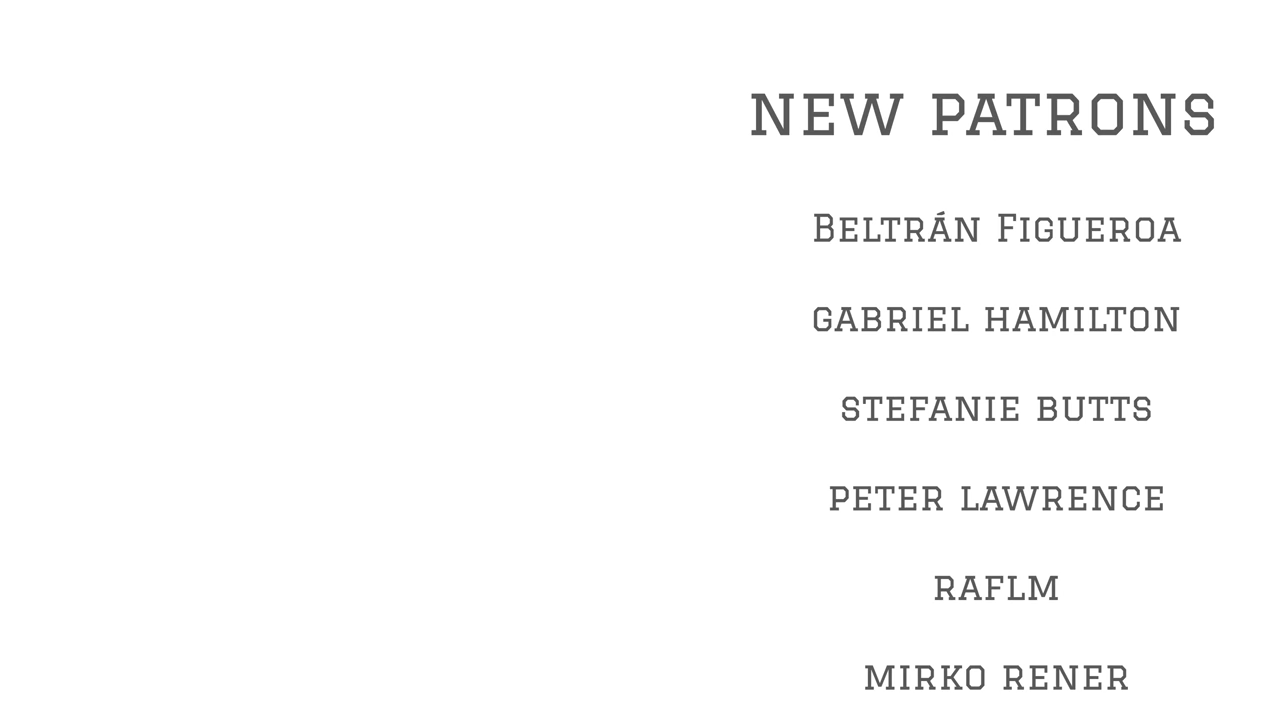 NEW PATRONS
Beltrán Figueroa
GABRIEL HAMILTON
STEFANIE BUTTS
PETER LAWRENCE
RAFLM
MIRKO RENER